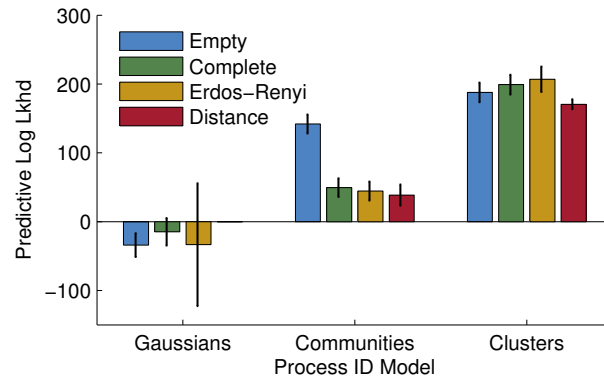 Predictive Log Lkhd
300
200
100
0
−100
Empty
Complete
Erdos−Renyi
Distance
Gaussians
Communities
Clusters
Process ID Model